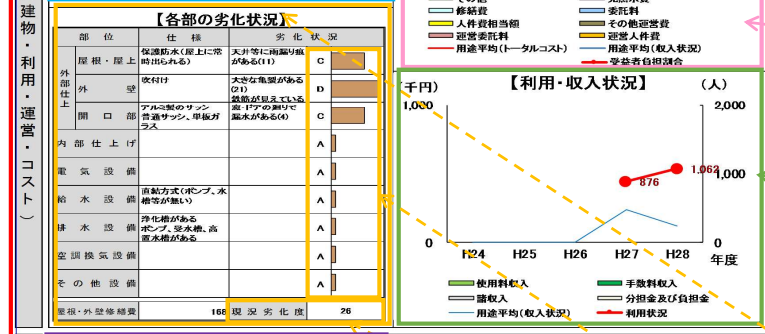 建物・利用・運営・コスト）
【各部の劣化状況】
部位 仕様 劣化状況
外部仕上
屋根・屋上 保護防水（屋上に常時出られる） 天井等に雨漏り痕がある(11) C
外壁 吹付け 大きな亀裂がある(21) 鉄筋が見えている D
開口部 アルミ製のサッシ 普通サッシ、単板ガラス 窓・ドアの廻りで漏水がある(4) C
内部仕上げ A
電気設備 A
給水設備 直結方式（ポンプ、水槽等が無い） A
排水設備 浄化槽がある ポンプ、受水槽、高置水槽がある A
空調換気設備 A
その他設備 A
屋根・外壁修繕費 168 現況劣化度 26
修繕費 委託料
人件費相当額 その他運営費
運営委託料 運営人件費
用途平均(トータルコスト) 用途平均(収入状況)
受益者負担割合
【利用・収入状況】
(千円) (人)
1,000 2,000
1,062
876
1,000
0 0
H24 H25 H26 H27 H28 年度
使用料収入 手数料収入
諸収入 分担金及び負担金
用途平均(収入状況) 利用状況